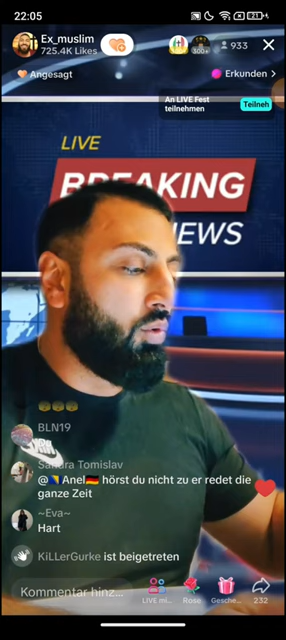 22:05
21
Ex_muslim
725.4K Likes
300+
933
Angesagt
Erkunden >
An LIVE Fest
teilnehmen
Teilneh
LIVE
BREAKING
NEWS
BLN19
Sandra Tomislav
@🇧🇦Anel🇩🇪 hörst du nicht zu er redet die
ganze Zeit
~Eva~
Hart
KiLLerGurke ist beigetreten
Kommentar hinz...
LIVE mi...
Rose
Gesche...
232